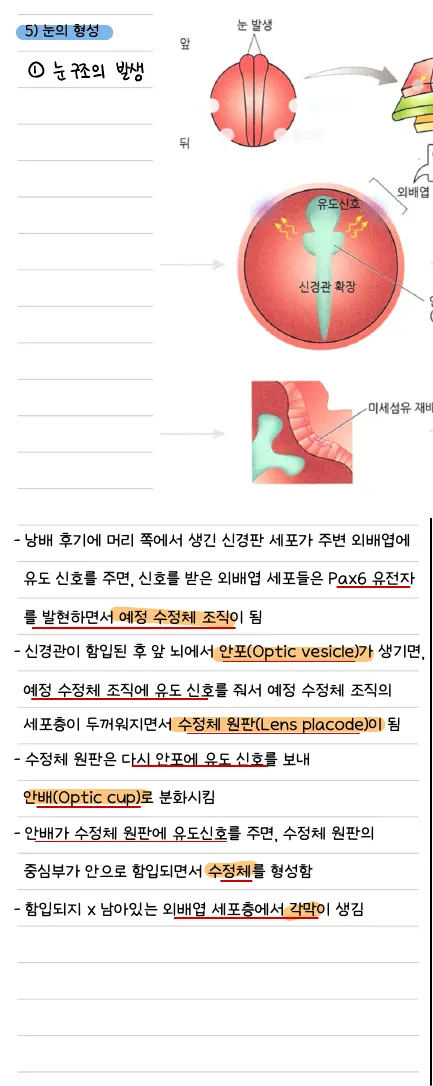 5) 눈의 형성
① 눈 구조의 발생
눈 발생
앞
뒤
외배엽
유도신호
신경관 확장
미세섬유 재배
- 낭배 후기에 머리 쪽에서 생긴 신경판 세포가 주변 외배엽에
유도 신호를 주면, 신호를 받은 외배엽 세포들은 Pax6 유전자
를 발현하면서 예정 수정체 조직이 됨
- 신경관이 함입된 후 앞 뇌에서 안포(Optic vesicle)가 생기면,
예정 수정체 조직에 유도 신호를 줘서 예정 수정체 조직의
세포층이 두꺼워지면서 수정체 원판(Lens placode)이 됨
- 수정체 원판은 다시 안포에 유도 신호를 보내
안배(Optic cup)로 분화시킴
- 안배가 수정체 원판에 유도신호를 주면, 수정체 원판의
중심부가 안으로 함입되면서 수정체를 형성함
- 함입되지 x 남아있는 외배엽 세포층에서 각막이 생김